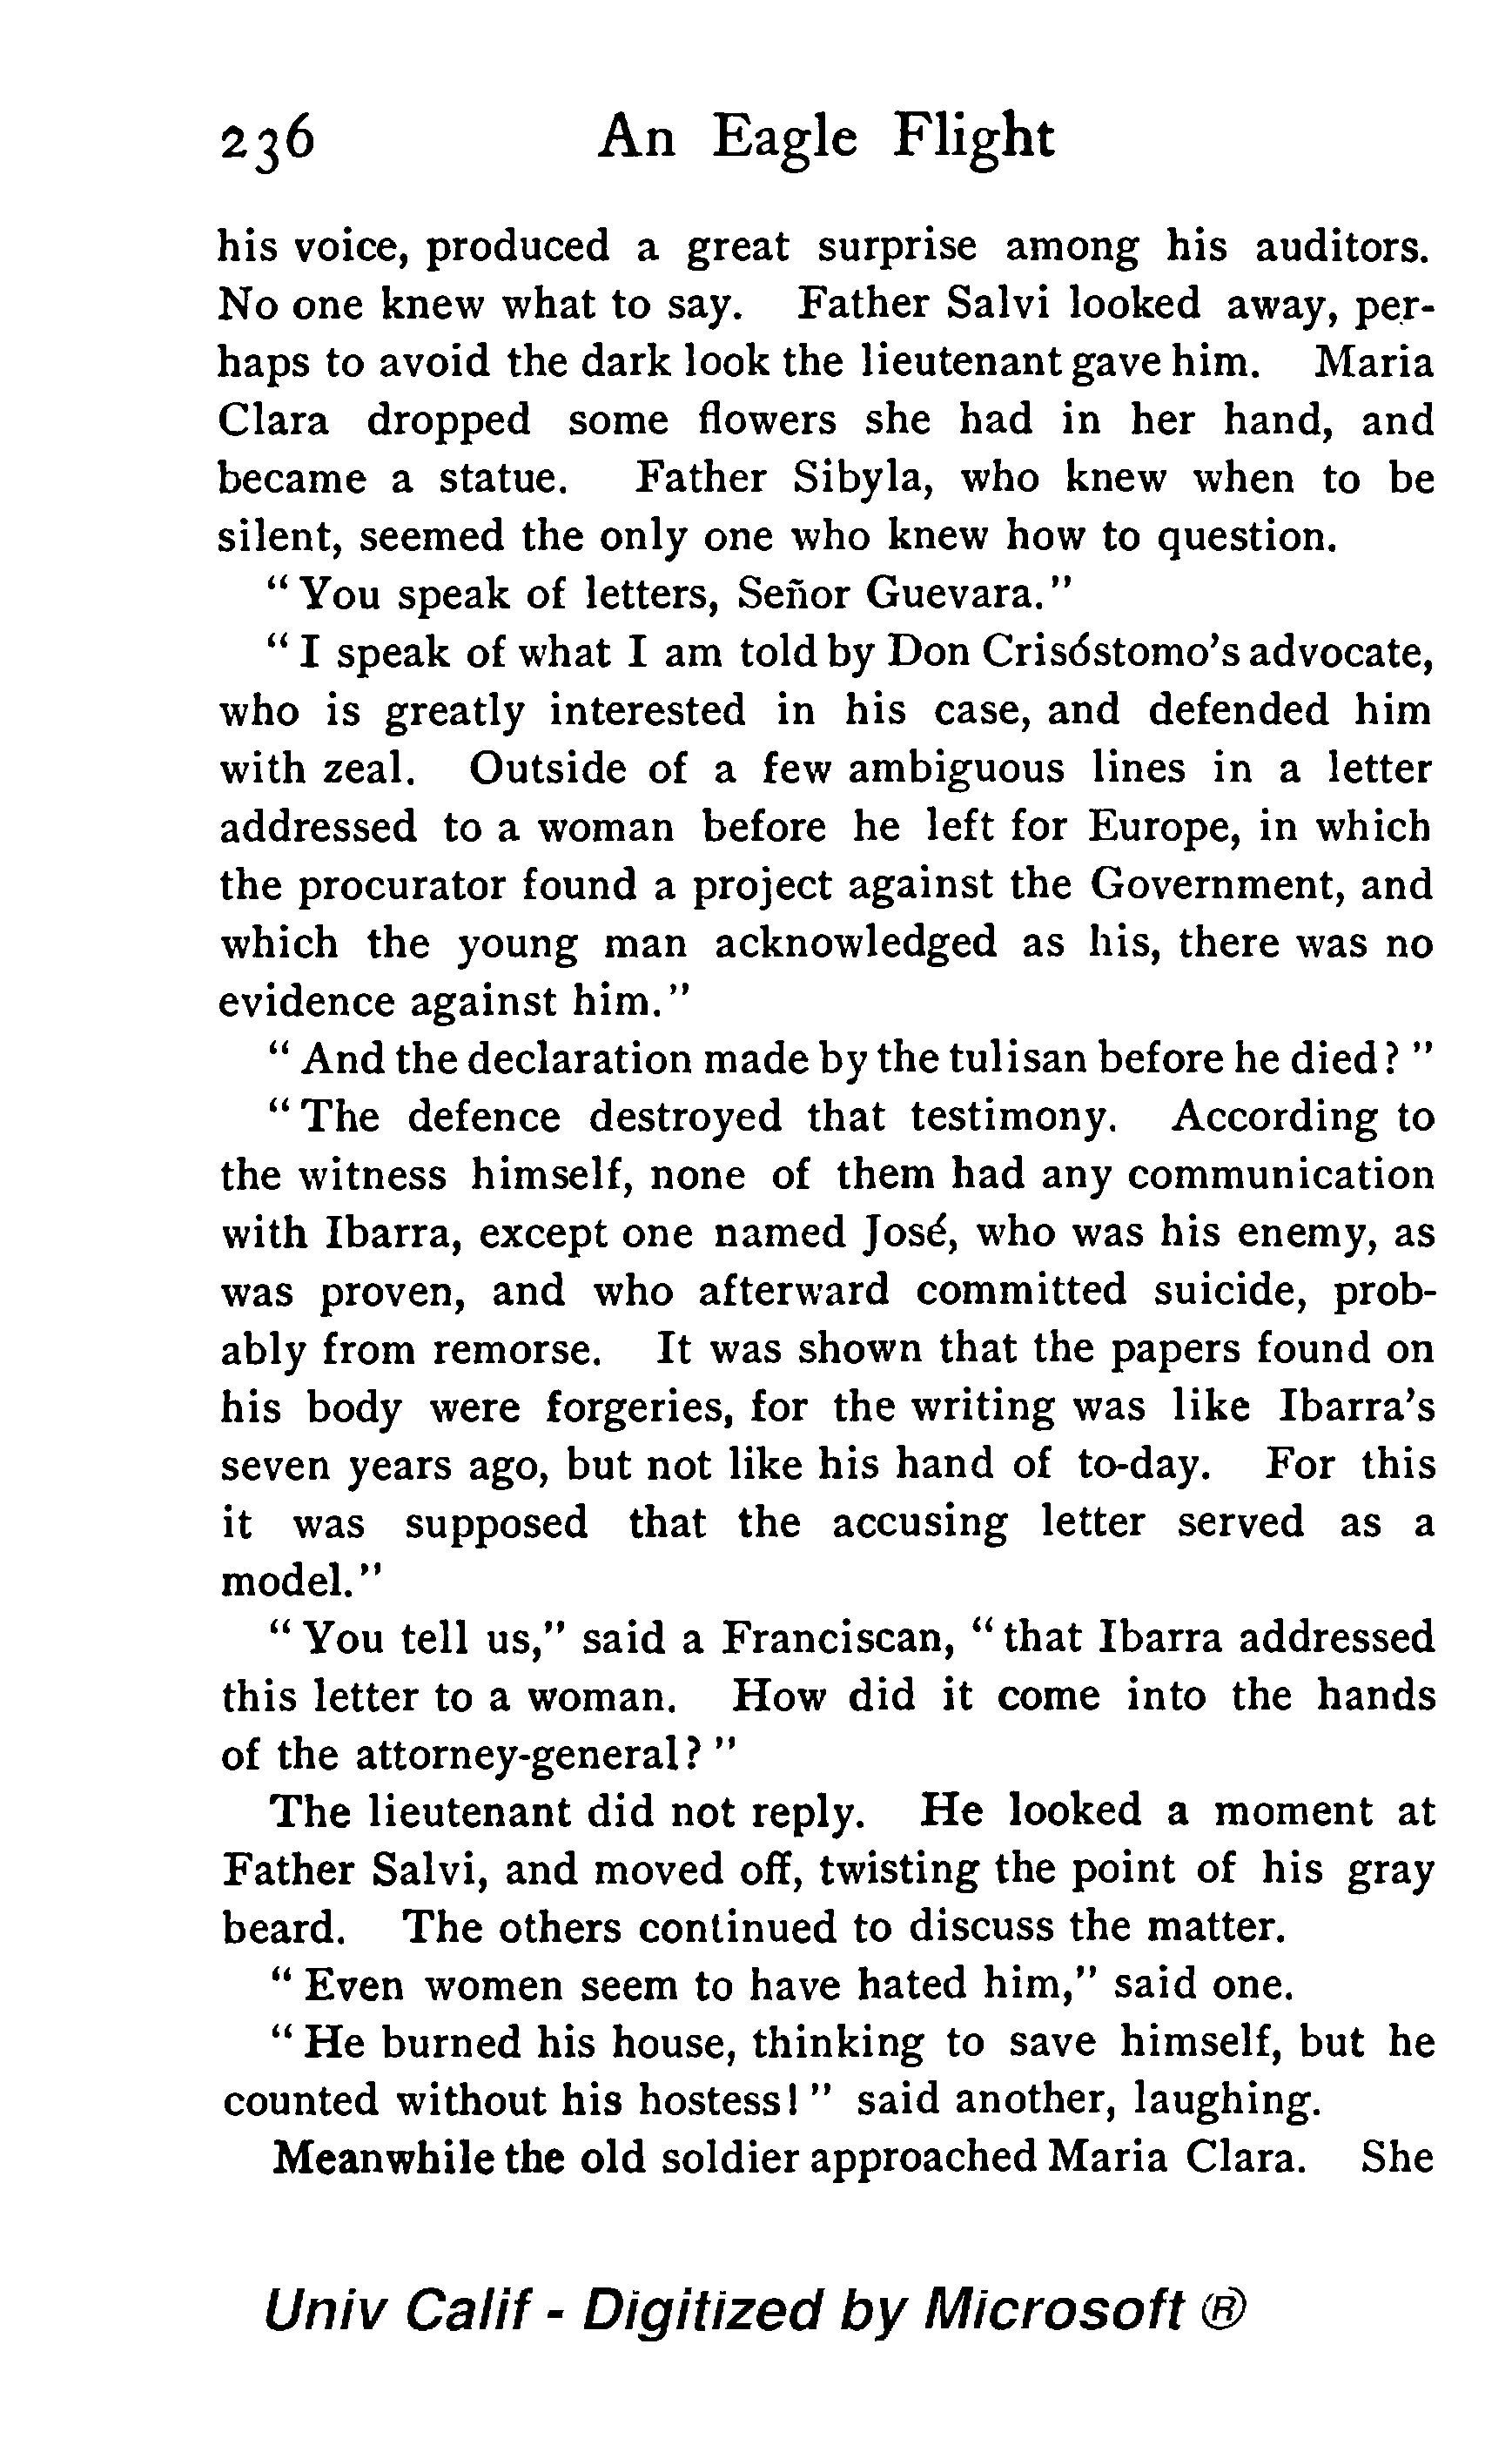 236 An Eagle Flight
his voice, produced a great surprise among his auditors.
No one knew what to say. Father Salvi looked away, per-
haps to avoid the dark look the lieutenant gave him. Maria
Clara dropped some flowers she had in her hand, and
became a statue. Father Sibyla, who knew when to be
silent, seemed the only one who knew how to question.
"You speak of letters, Señor Guevara."
"I speak of what I am told by Don Crisóstomo's advocate,
who is greatly interested in his case, and defended him
with zeal. Outside of a few ambiguous lines in a letter
addressed to a woman before he left for Europe, in which
the procurator found a project against the Government, and
which the young man acknowledged as his, there was no
evidence against him."
"And the declaration made by the tulisan before he died?"
"The defence destroyed that testimony. According to
the witness himself, none of them had any communication
with Ibarra, except one named José, who was his enemy, as
was proven, and who afterward committed suicide, prob-
ably from remorse. It was shown that the papers found on
his body were forgeries, for the writing was like Ibarra's
seven years ago, but not like his hand of to-day. For this
it was supposed that the accusing letter served as a
model."
"You tell us," said a Franciscan, "that Ibarra addressed
this letter to a woman. How did it come into the hands
of the attorney-general?"
The lieutenant did not reply. He looked a moment at
Father Salvi, and moved off, twisting the point of his gray
beard. The others continued to discuss the matter.
"Even women seem to have hated him," said one.
"He burned his house, thinking to save himself, but he
counted without his hostess!" said another, laughing.
Meanwhile the old soldier approached Maria Clara. She
Univ Calif - Digitized by Microsoft ®